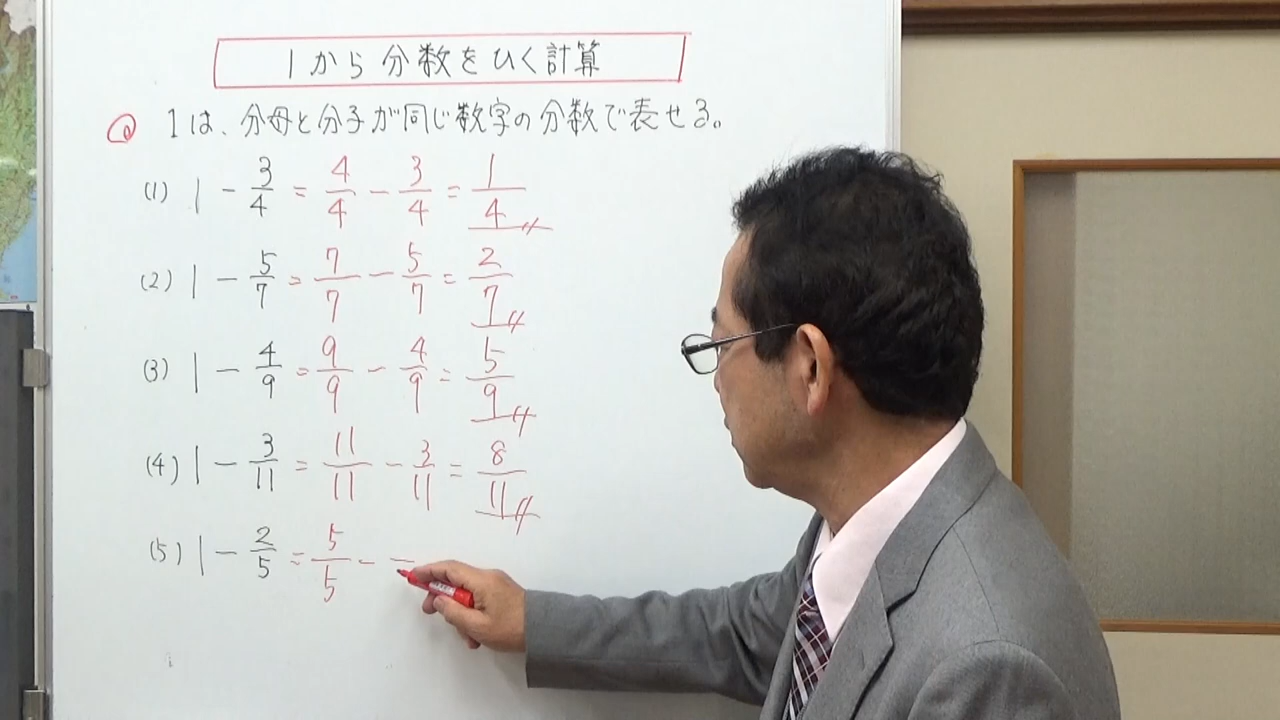 1から分数をひく計算
Q 1は、分母と分子が同じ数字の分数で表せる。
(1) 1 - 3/4 = 4/4 - 3/4 = 1/4
(2) 1 - 5/7 = 7/7 - 5/7 = 2/7
(3) 1 - 4/9 = 9/9 - 4/9 = 5/9
(4) 1 - 3/11 = 11/11 - 3/11 = 8/11
(5) 1 - 2/5 = 5/5 -